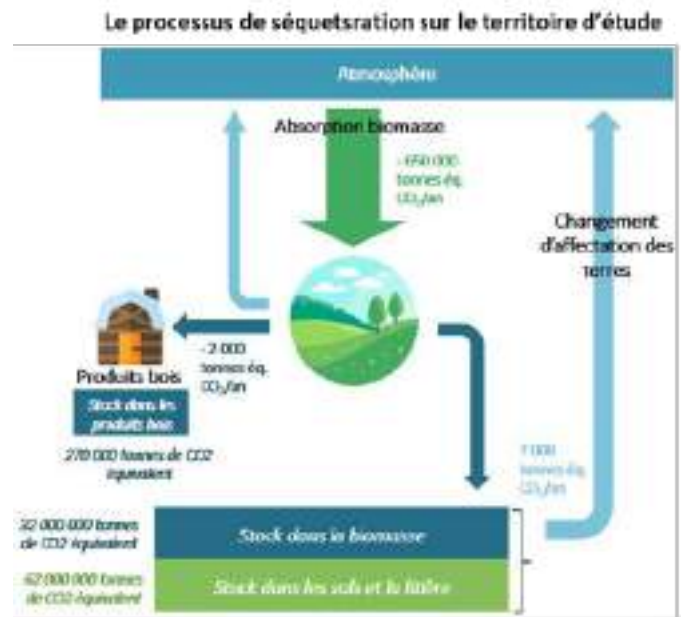 Le processus de séquetsration sur le territoire d'étude
Atmosphère
Absorption biomasse
- 650 000
tonnes éq.
CO₂/an
Changement
d'affectation des
terres
- 2 000
tonnes éq.
CO₂/an
Produits bois
Stock dans les
produits bois
270 000 tonnes de CO2
équivalent
7 000
tonnes éq.
CO₂/an
32 000 000 tonnes
de CO2 équivalent
Stock dans la biomasse
62 000 000 tonnes
de CO2 équivalent
Stock dans les sols et la litière